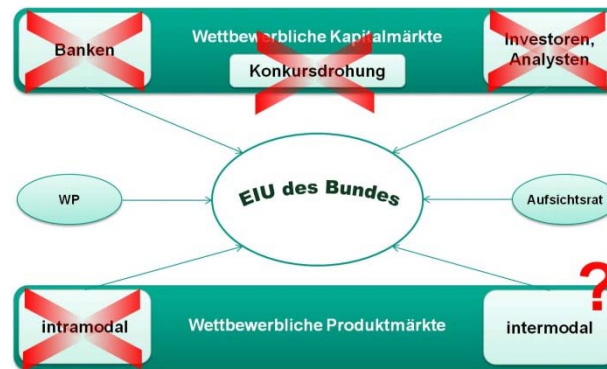 Banken
Wettbewerbliche Kapitalmärkte
Investoren,
Analysten
Konkursdrohung
EIU des Bundes
WP
Aufsichtsrat
?
intramodal
Wettbewerbliche Produktmärkte
intermodal